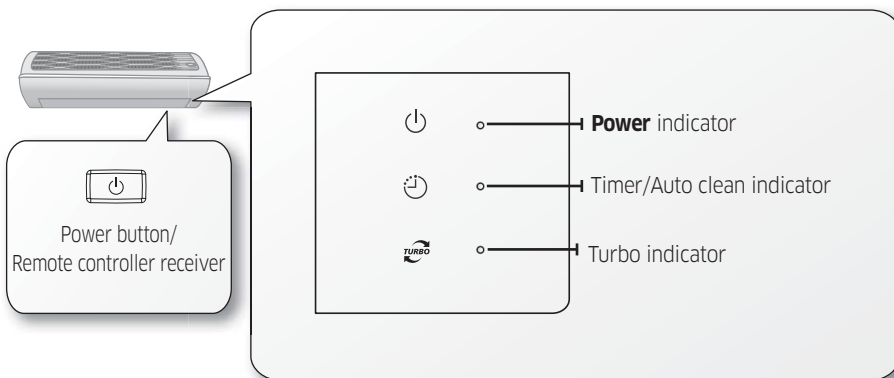 Power indicator
Timer/Auto clean indicator
TURBO
Turbo indicator
Power button/
Remote controller receiver